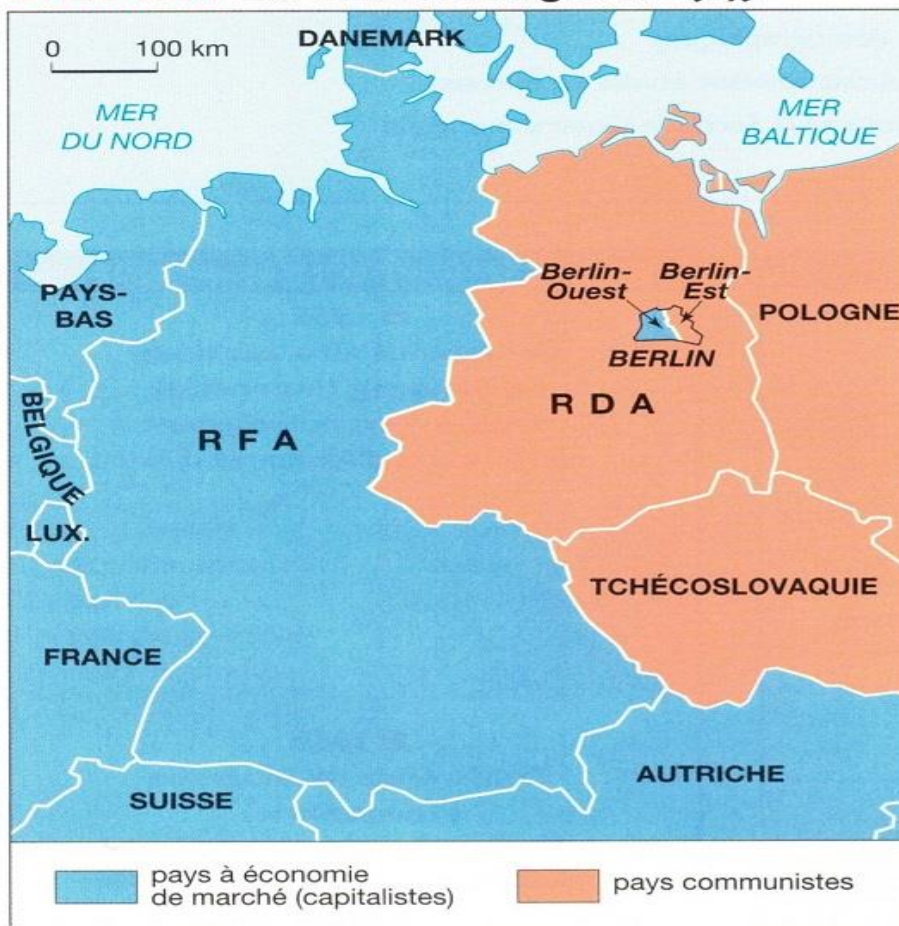 0 100 km
DANEMARK
MER
DU NORD
MER
BALTIQUE
PAYS-
BAS
Berlin-
Ouest
Berlin-
Est
POLOGNE
BERLIN
BELGIQUE
R F A
R D A
LUX.
TCHÉCOSLOVAQUIE
FRANCE
AUTRICHE
SUISSE
pays à économie
de marché (capitalistes)
pays communistes